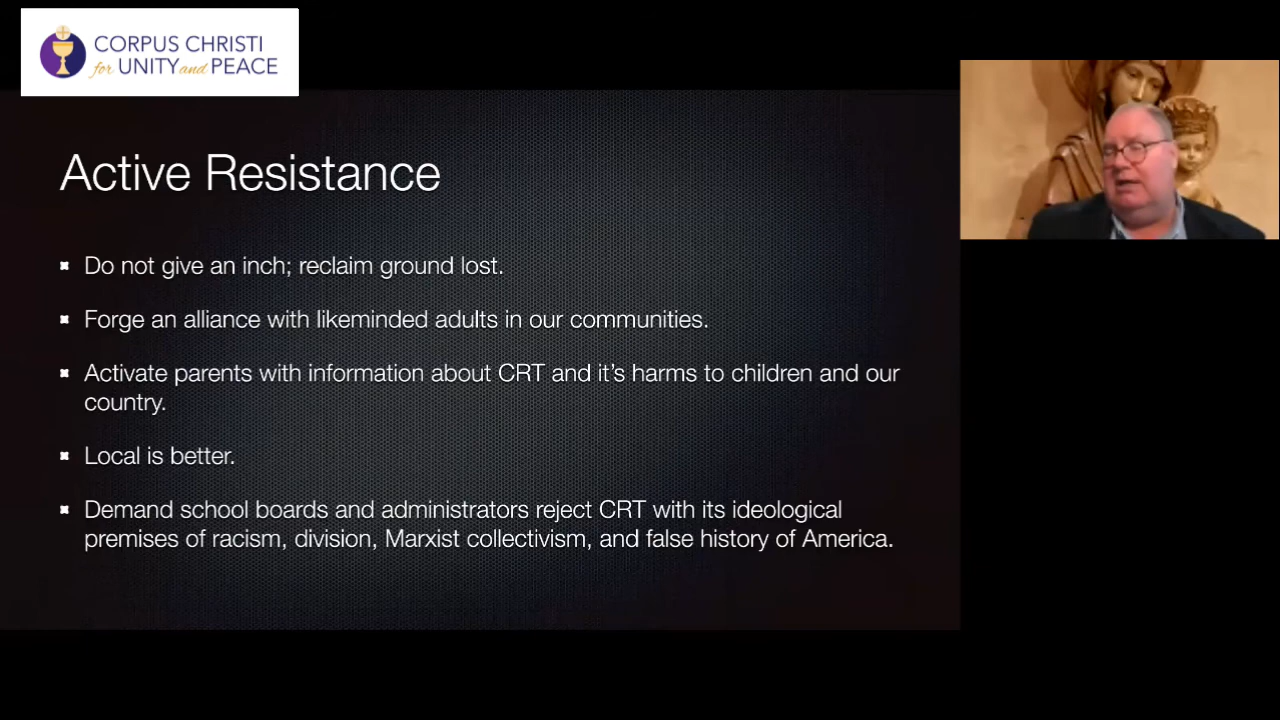 CORPUS CHRISTI
for UNITY and PEACE
Active Resistance
Do not give an inch; reclaim ground lost.
Forge an alliance with likeminded adults in our communities.
Activate parents with information about CRT and it's harms to children and our
country.
Local is better.
Demand school boards and administrators reject CRT with its ideological
premises of racism, division, Marxist collectivism, and false history of America.